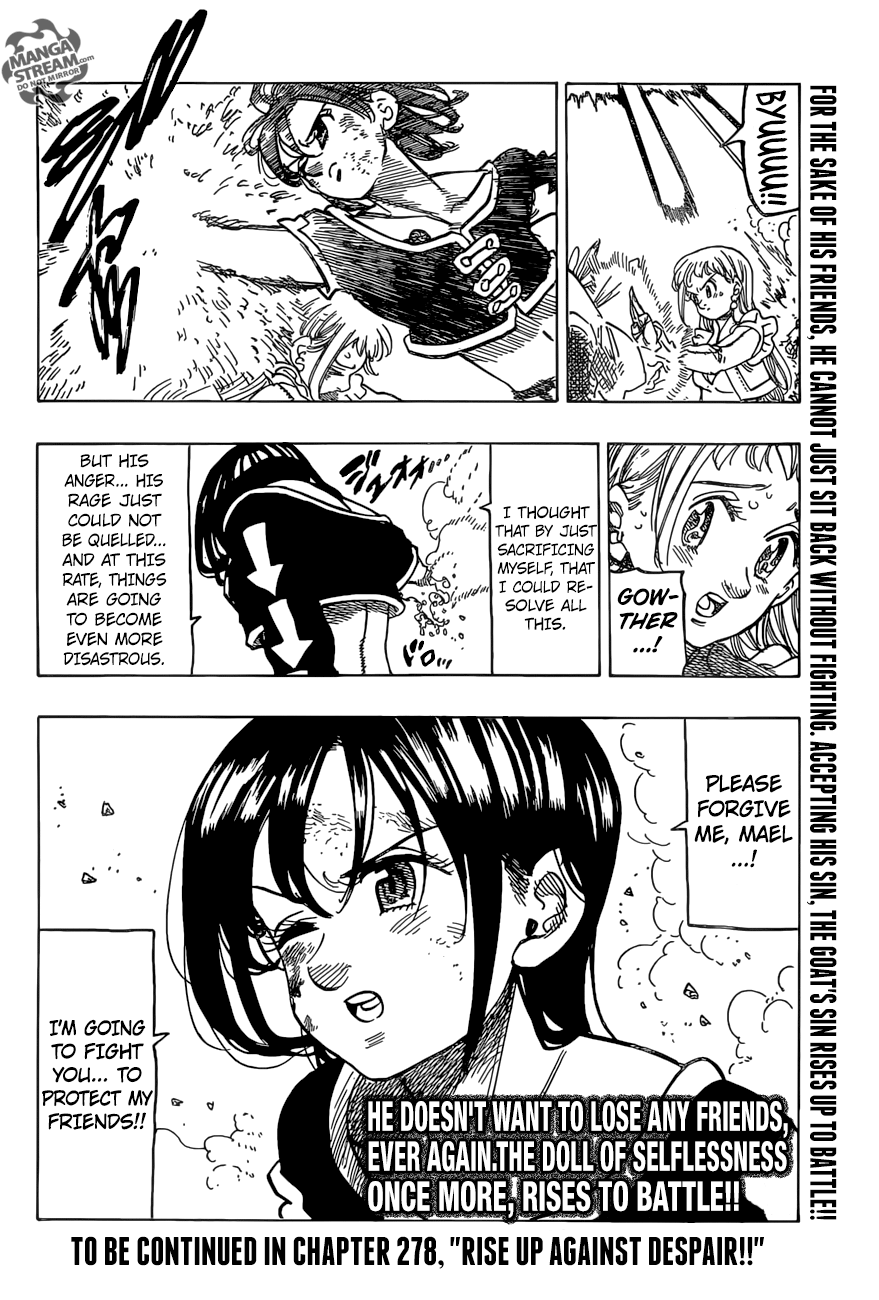 MANGA
STREAM.com
DO NOT MIRROR
FOR THE SAKE OF HIS FRIENDS, HE CANNOT JUST SIT BACK WITHOUT FIGHTING. ACCEPTING HIS SIN, THE GOAT'S SIN RISES UP TO BATTLE!!
BYUUUUU!!
GOW-
THER
...!
I THOUGHT
THAT BY JUST
SACRIFICING
MYSELF, THAT
I COULD RE-
SOLVE ALL
THIS.
BUT HIS
ANGER... HIS
RAGE JUST
COULD NOT
BE QUELLED...
AND AT THIS
RATE, THINGS
ARE GOING
TO BECOME
EVEN MORE
DISASTROUS.
PLEASE
FORGIVE
ME, MAEL
...!
I'M GOING
TO FIGHT
YOU... TO
PROTECT MY
FRIENDS!!
HE DOESN'T WANT TO LOSE ANY FRIENDS,
EVER AGAIN.THE DOLL OF SELFLESSNESS
ONCE MORE, RISES TO BATTLE!!
TO BE CONTINUED IN CHAPTER 278, "RISE UP AGAINST DESPAIR!!"